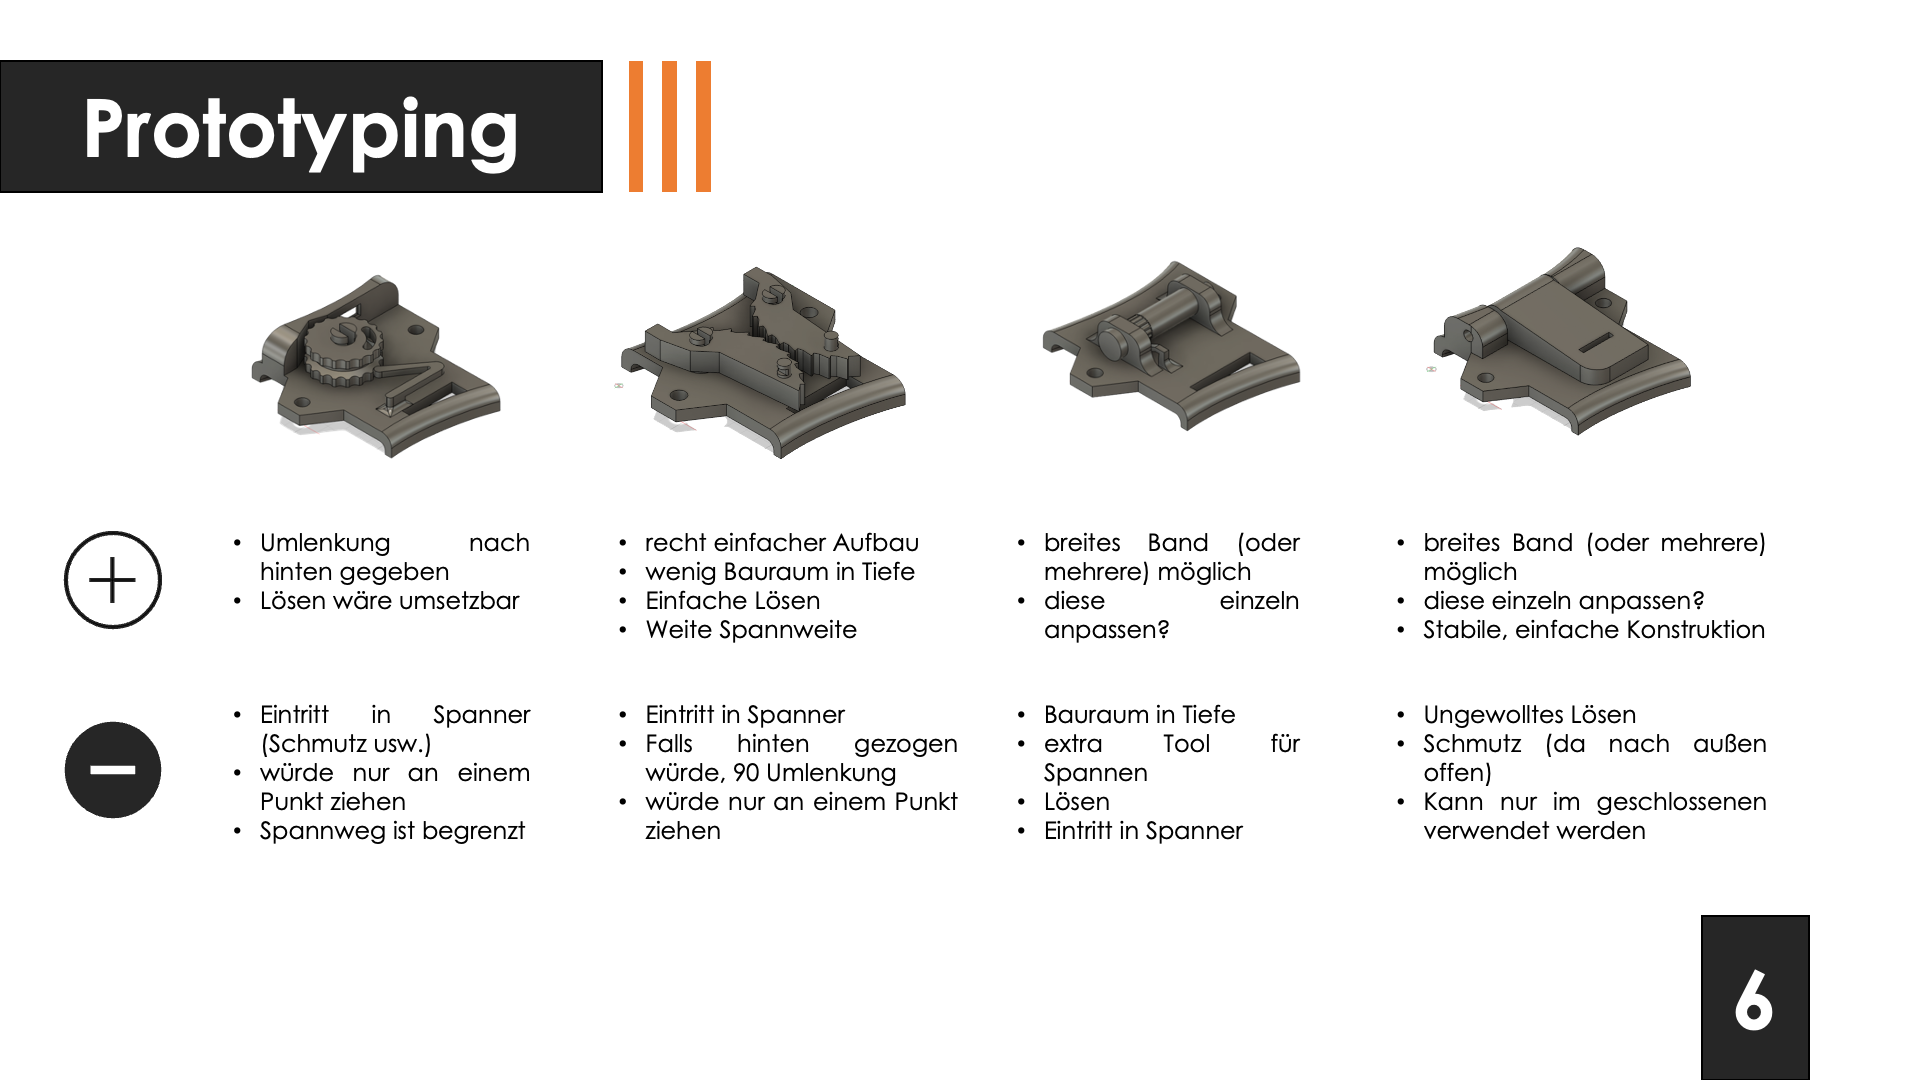 Prototyping
• Umlenkung nach
hinten gegeben
• Lösen wäre umsetzbar
• recht einfacher Aufbau
• wenig Bauraum in Tiefe
• Einfache Lösen
• Weite Spannweite
• breites Band (oder
mehrere) möglich
• diese einzeln
anpassen?
• breites Band (oder mehrere)
möglich
• diese einzeln anpassen?
• Stabile, einfache Konstruktion
• Eintritt in Spanner
(Schmutz usw.)
• würde nur an einem
Punkt ziehen
• Spannweg ist begrenzt
• Eintritt in Spanner
• Falls hinten gezogen
würde, 90 Umlenkung
• würde nur an einem Punkt
ziehen
• Bauraum in Tiefe
• extra Tool für
Spannen
• Lösen
• Eintritt in Spanner
• Ungewolltes Lösen
• Schmutz (da nach außen
offen)
• Kann nur im geschlossenen
verwendet werden
6